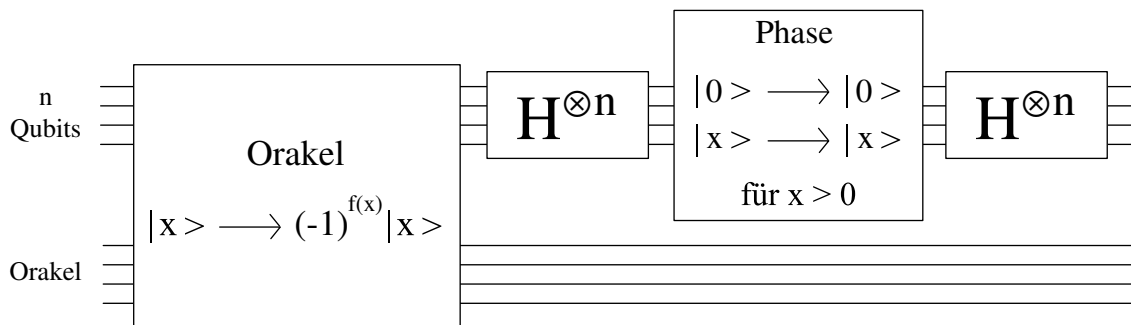 n
Qubits
Orakel
|x > ⟶ (-1)^f(x) |x >
Orakel
H^⊗n
Phase
|0 > ⟶ |0 >
|x > ⟶ |x >
für x > 0
H^⊗n